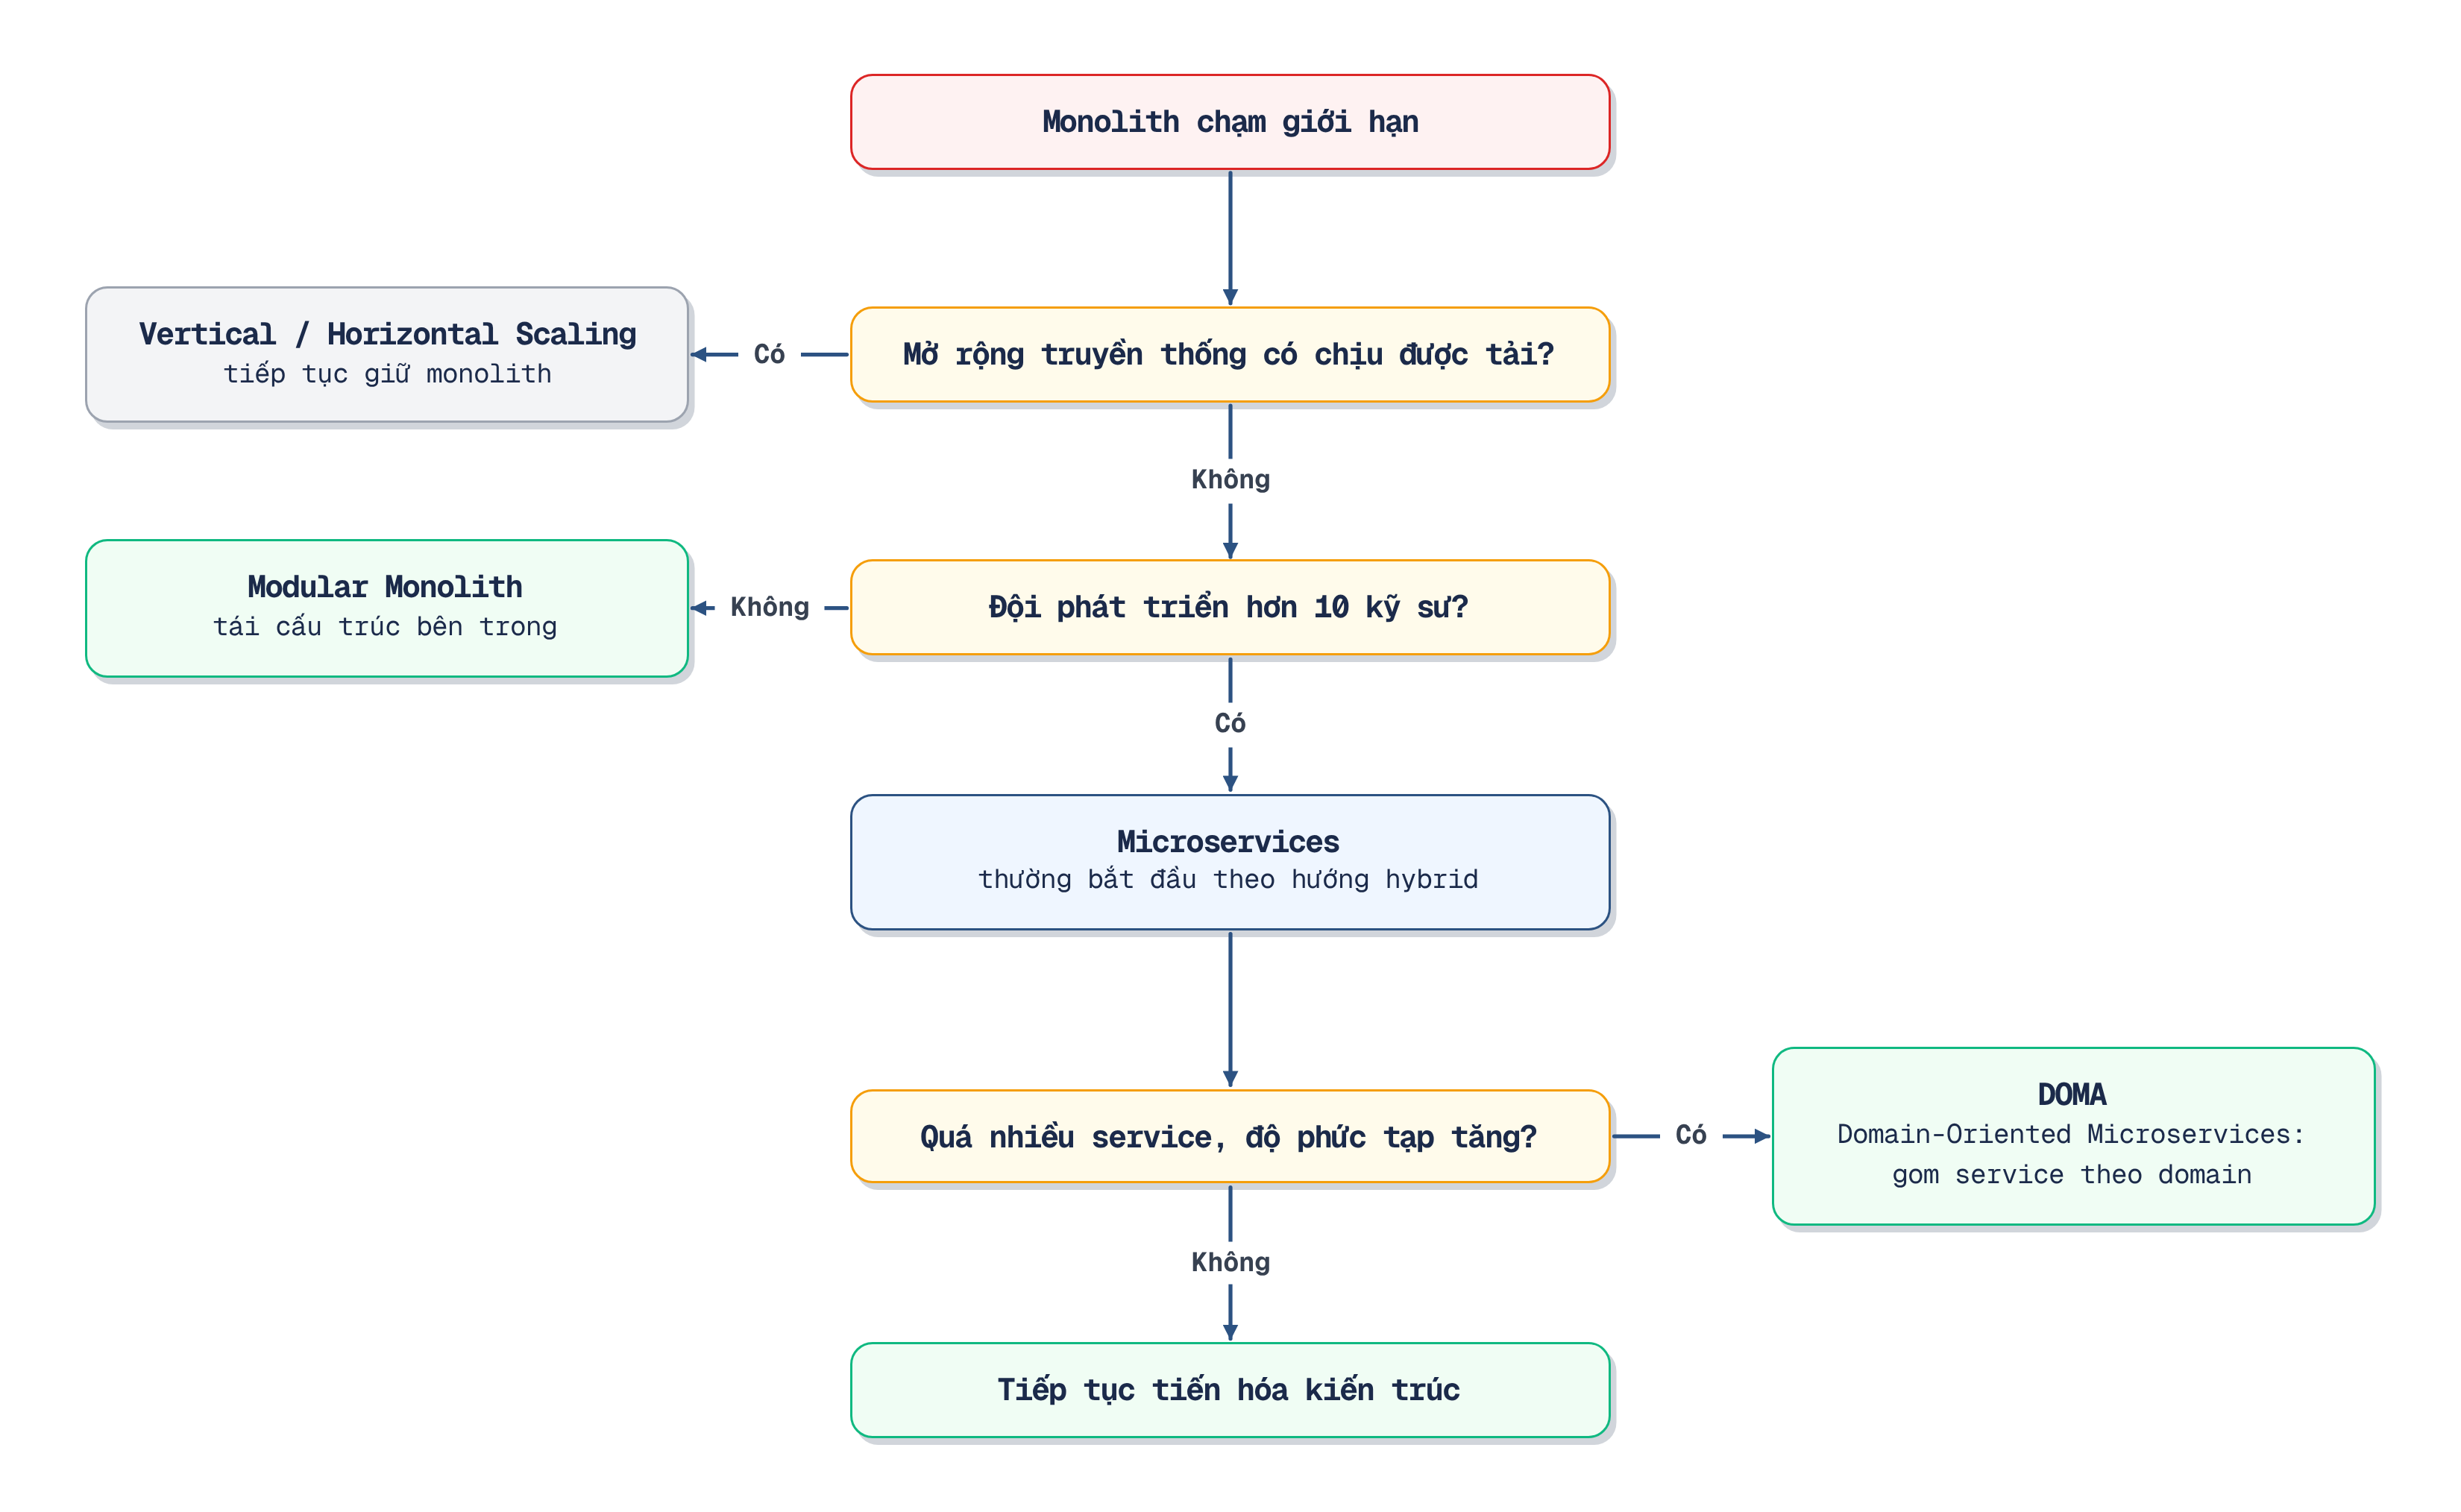 Monolith chạm giới hạn
Vertical / Horizontal Scaling
tiếp tục giữ monolith
Có
Mở rộng truyền thống có chịu được tải?
Không
Modular Monolith
tái cấu trúc bên trong
Không
Đội phát triển hơn 10 kỹ sư?
Có
Microservices
thường bắt đầu theo hướng hybrid
Quá nhiều service, độ phức tạp tăng?
Có
DOMA
Domain-Oriented Microservices:
gom service theo domain
Không
Tiếp tục tiến hóa kiến trúc